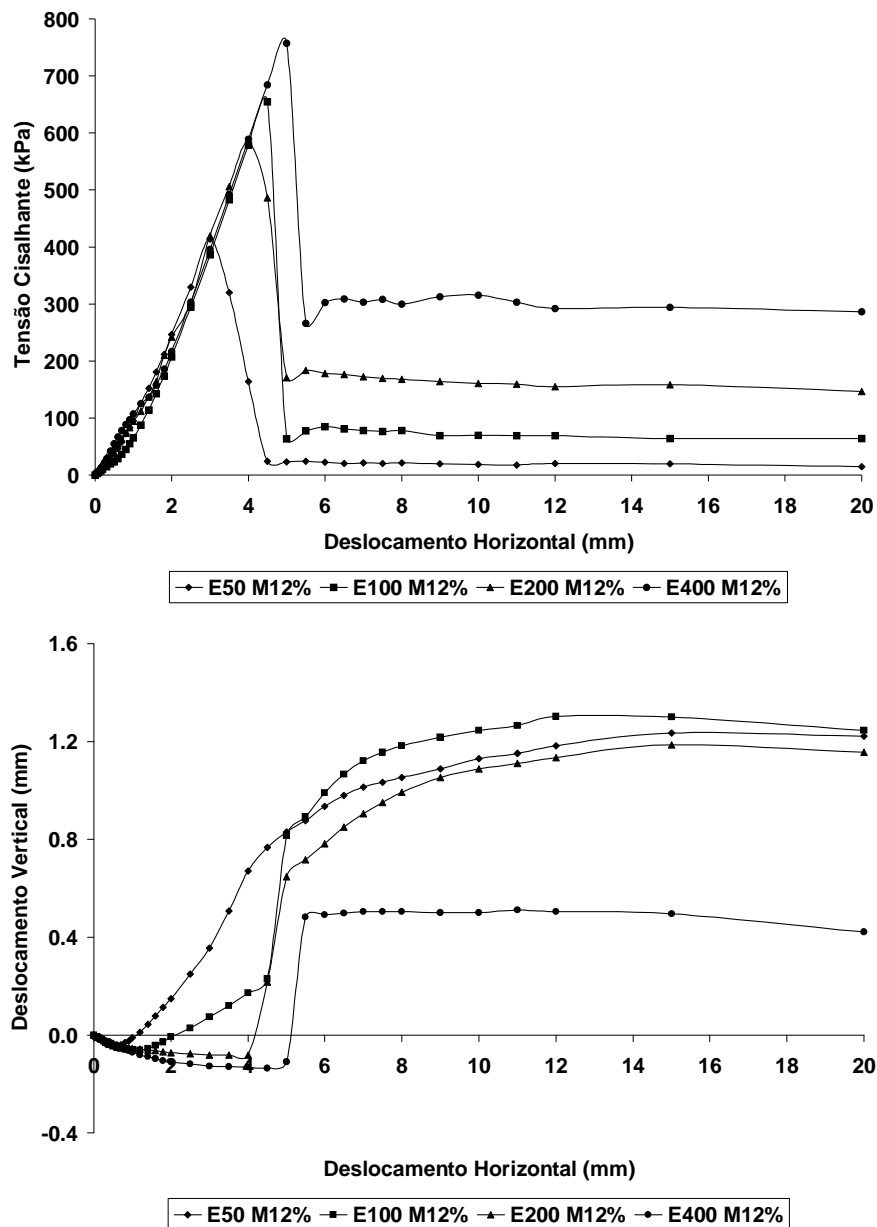 800
700
600
500
400
300
200
100
0
Tensão Cisalhante (kPa)
0 2 4 6 8 10 12 14 16 18 20
Deslocamento Horizontal (mm)
E50 M12% E100 M12% E200 M12% E400 M12%
1.6
1.2
0.8
0.4
0.0
-0.4
Deslocamento Vertical (mm)
0 2 4 6 8 10 12 14 16 18 20
Deslocamento Horizontal (mm)
E50 M12% E100 M12% E200 M12% E400 M12%